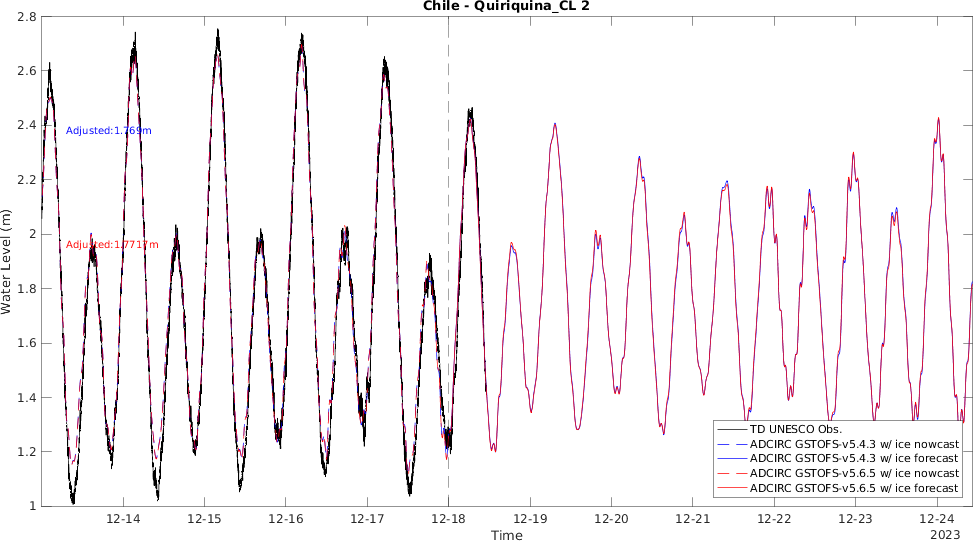 Chile - Quiriquina_CL 2
2.8
2.6
2.4
2.2
2
1.8
1.6
1.4
1.2
1
Water Level (m)
Adjusted:1.769m
Adjusted:1.7717m
TD UNESCO Obs.
ADCIRC GSTOFS-v5.4.3 w/ ice nowcast
ADCIRC GSTOFS-v5.4.3 w/ ice forecast
ADCIRC GSTOFS-v5.6.5 w/ ice nowcast
ADCIRC GSTOFS-v5.6.5 w/ ice forecast
12-14 12-15 12-16 12-17 12-18 12-19 12-20 12-21 12-22 12-23 12-24
Time
2023